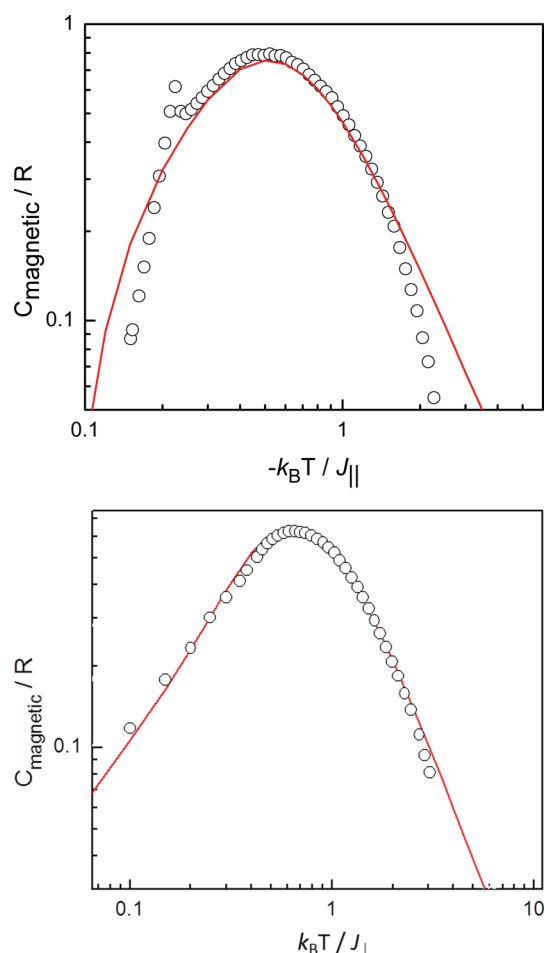 1
0.1
C_magnetic / R
0.1
1
-k_BT / J_||
0.1
C_magnetic / R
0.1
1
10
k_BT / J_⊥